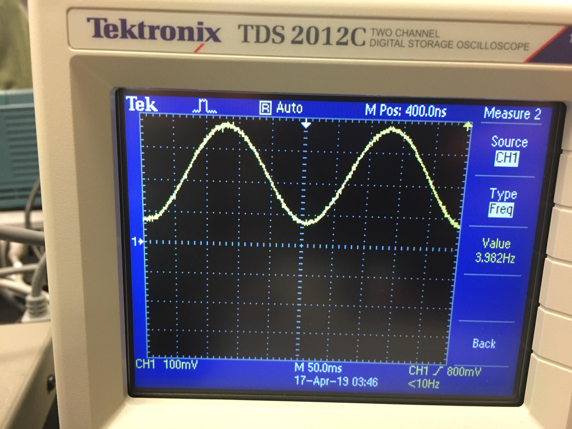 Tektronix TDS 2012C TWO CHANNEL
DIGITAL STORAGE OSCILLOSCOPE
Tek R Auto M Pos: 400.0ns Measure 2
Source
CH1
Type
Freq
Value
3.982Hz
1
Back
CH1 100mV M 50.0ms CH1 800mV
17-Apr-19 03:46 <10Hz